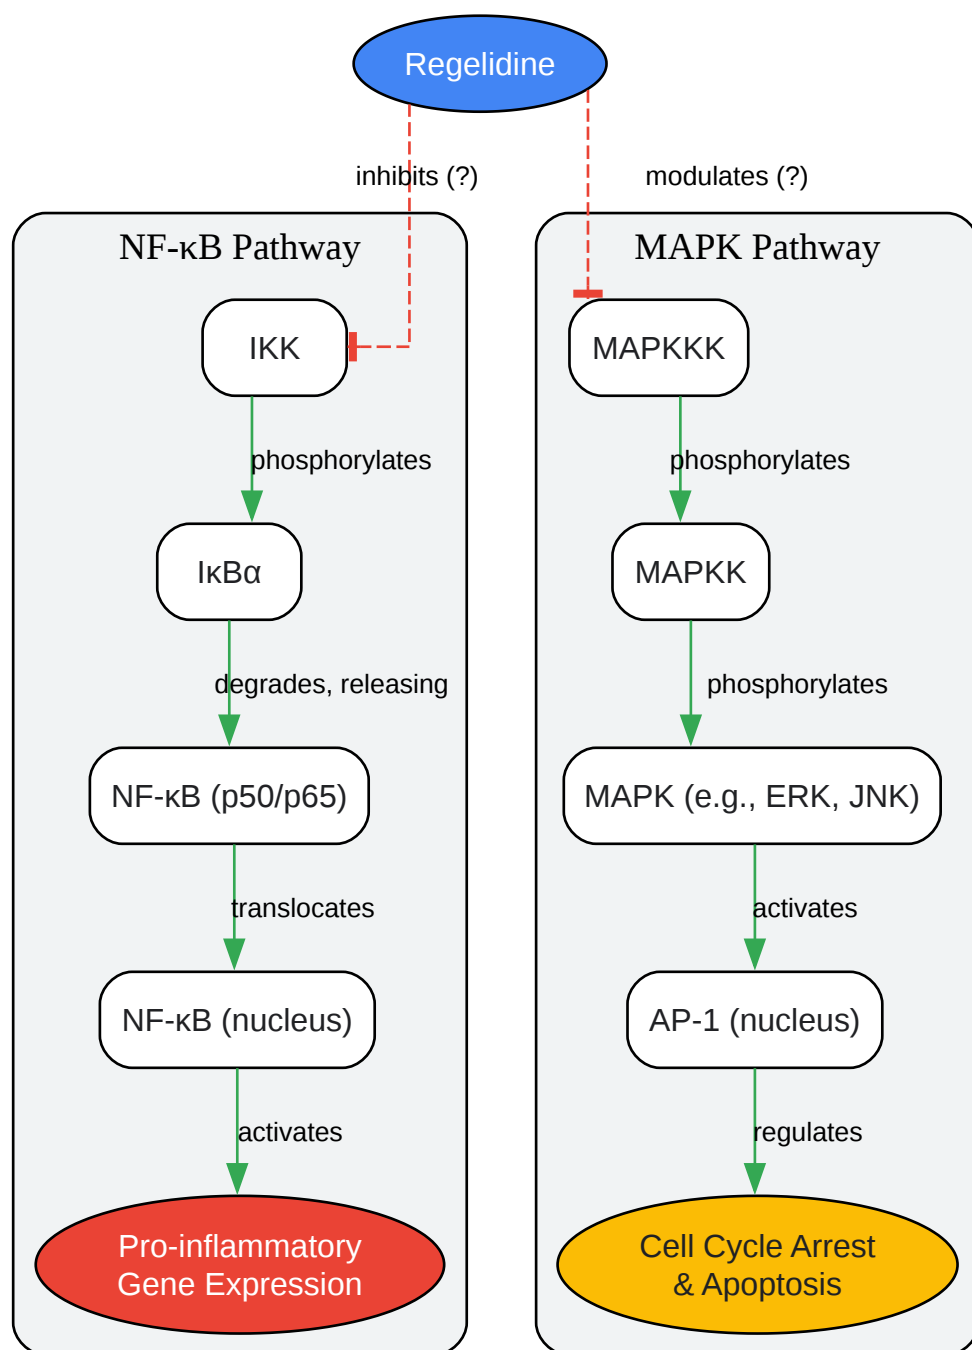 Regelidine
inhibits (?)
modulates (?)
NF-κB Pathway
IKK
phosphorylates
IκBα
degrades, releasing
NF-κB (p50/p65)
translocates
NF-κB (nucleus)
activates
Pro-inflammatory
Gene Expression
MAPK Pathway
MAPKKK
phosphorylates
MAPKK
phosphorylates
MAPK (e.g., ERK, JNK)
activates
AP-1 (nucleus)
regulates
Cell Cycle Arrest
& Apoptosis